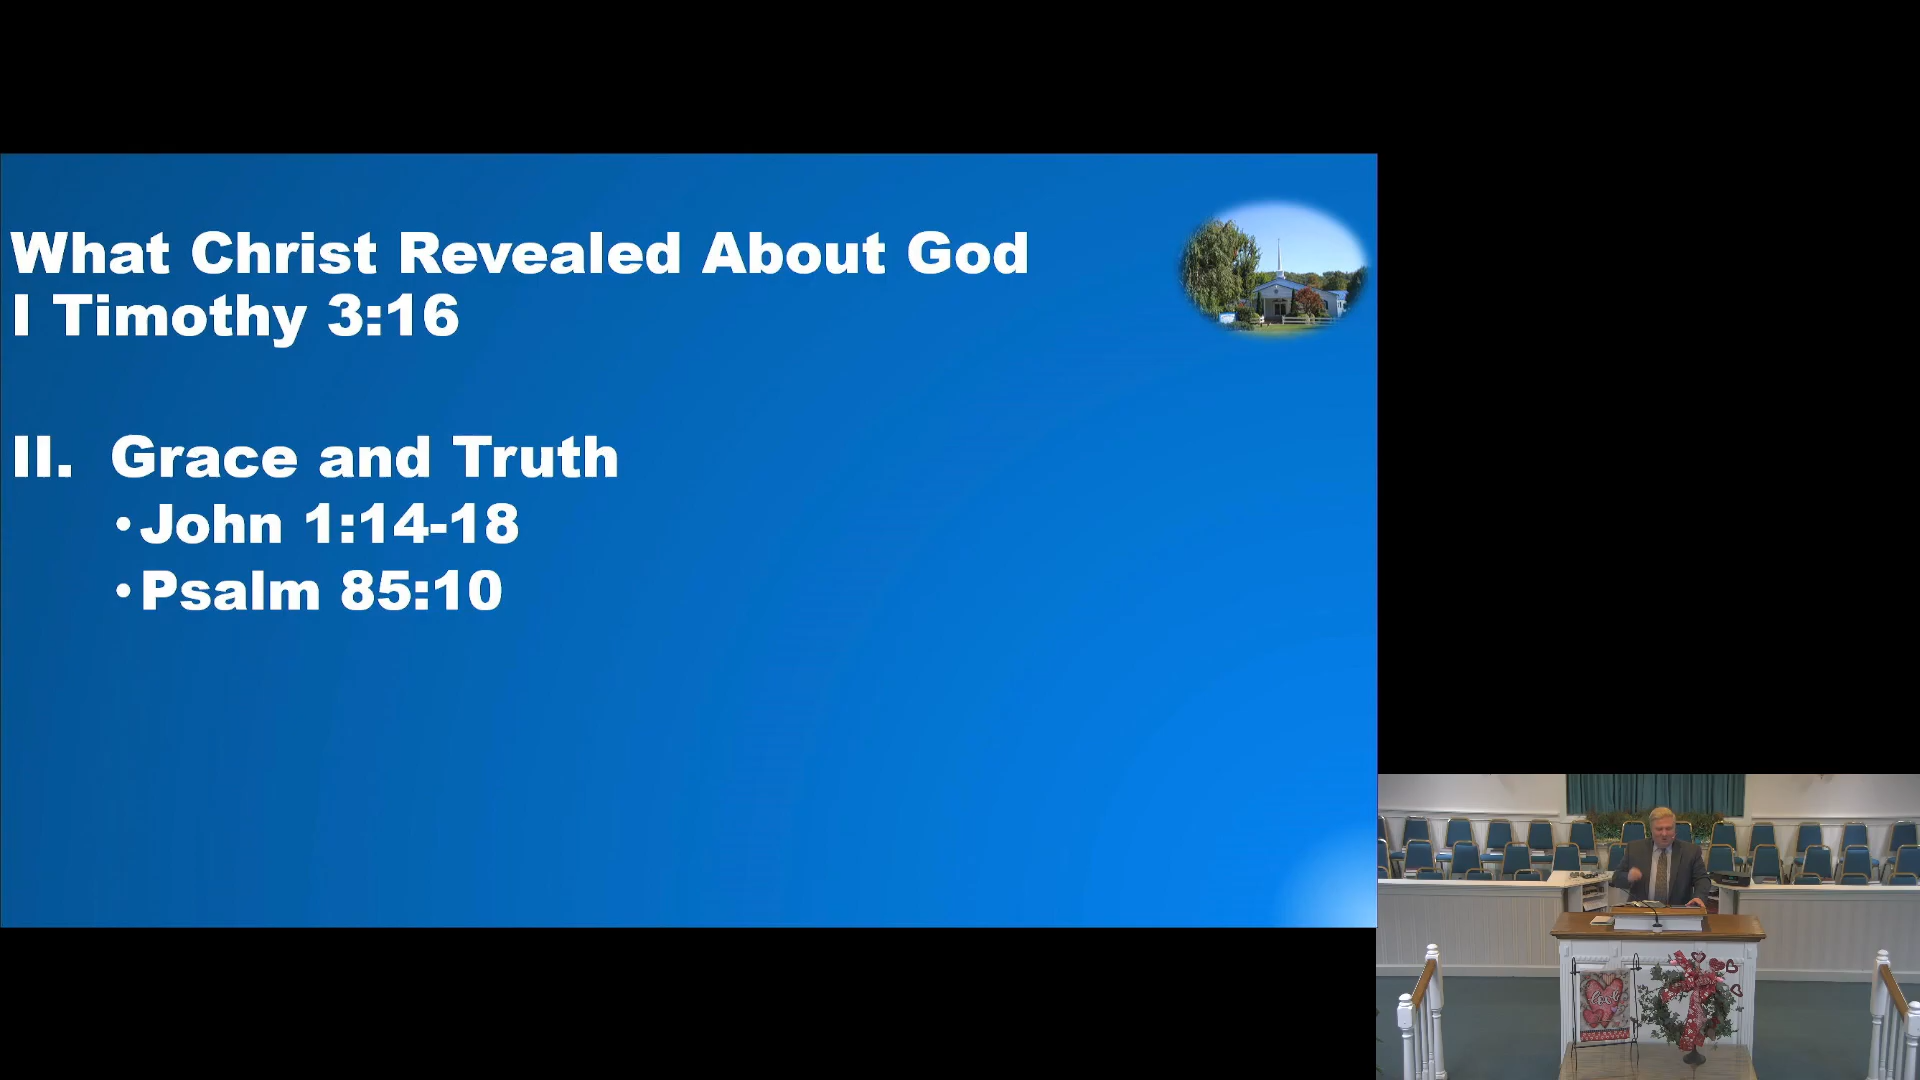 What Christ Revealed About God
I Timothy 3:16
II. Grace and Truth
• John 1:14-18
• Psalm 85:10
love